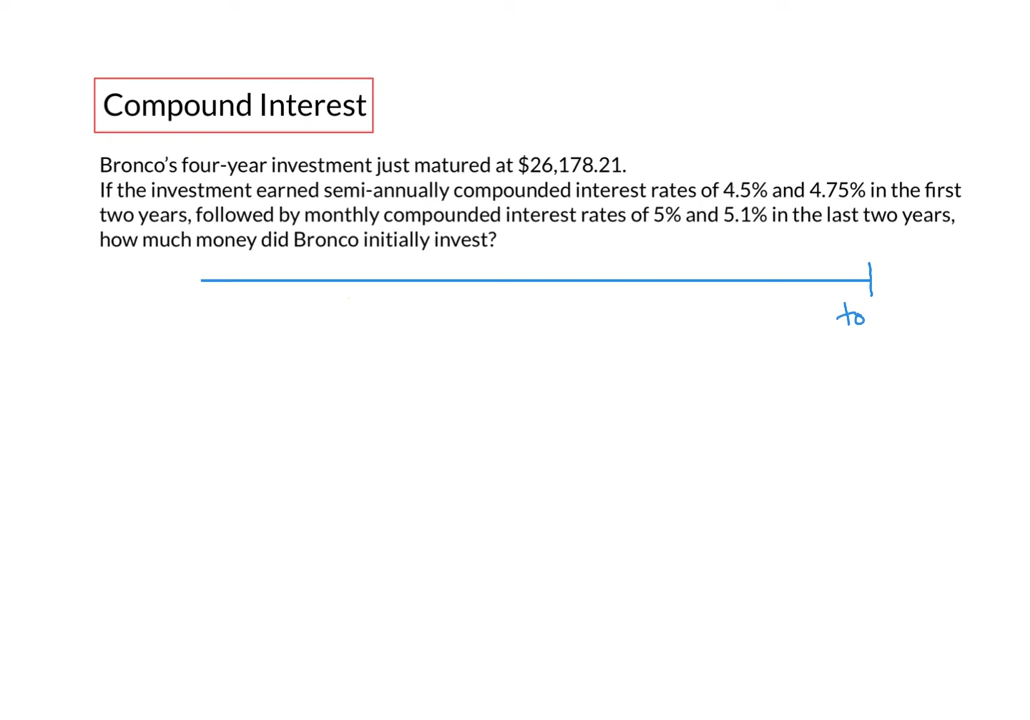 Compound Interest
Bronco’s four-year investment just matured at $26,178.21.
If the investment earned semi-annually compounded interest rates of 4.5% and 4.75% in the first
two years, followed by monthly compounded interest rates of 5% and 5.1% in the last two years,
how much money did Bronco initially invest?
to